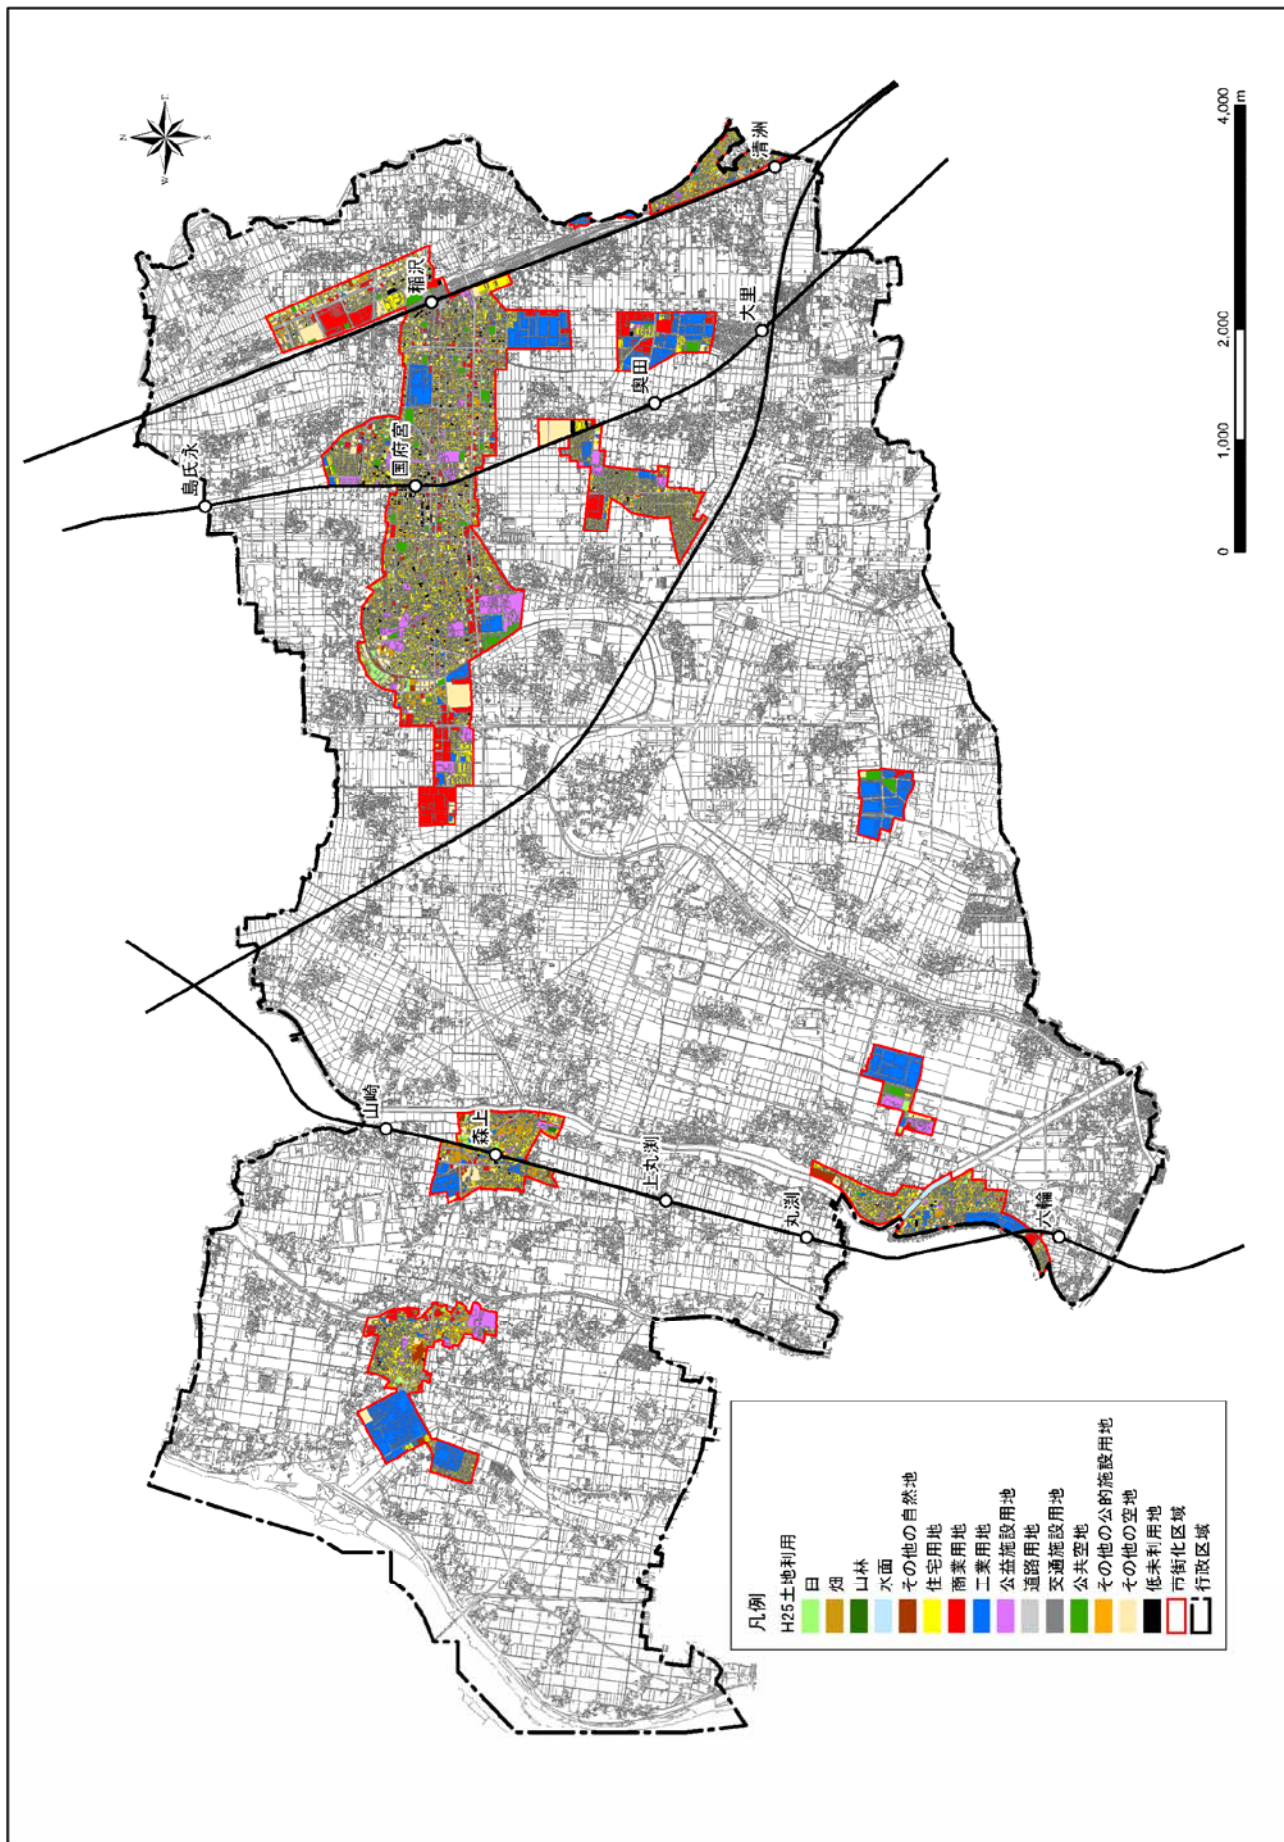 N
E
S
W
島氏永
国府宮
稲沢
奥田
大里
清洲
山崎
森上
上丸渕
丸渕
六輪
凡例
H25土地利用
田
畑
山林
水面
その他の自然地
住宅用地
商業用地
工業用地
公益施設用地
道路用地
交通施設用地
公共空地
その他の公的施設用地
その他の空地
低未利用地
市街化区域
行政区域
0 1,000 2,000 4,000
m